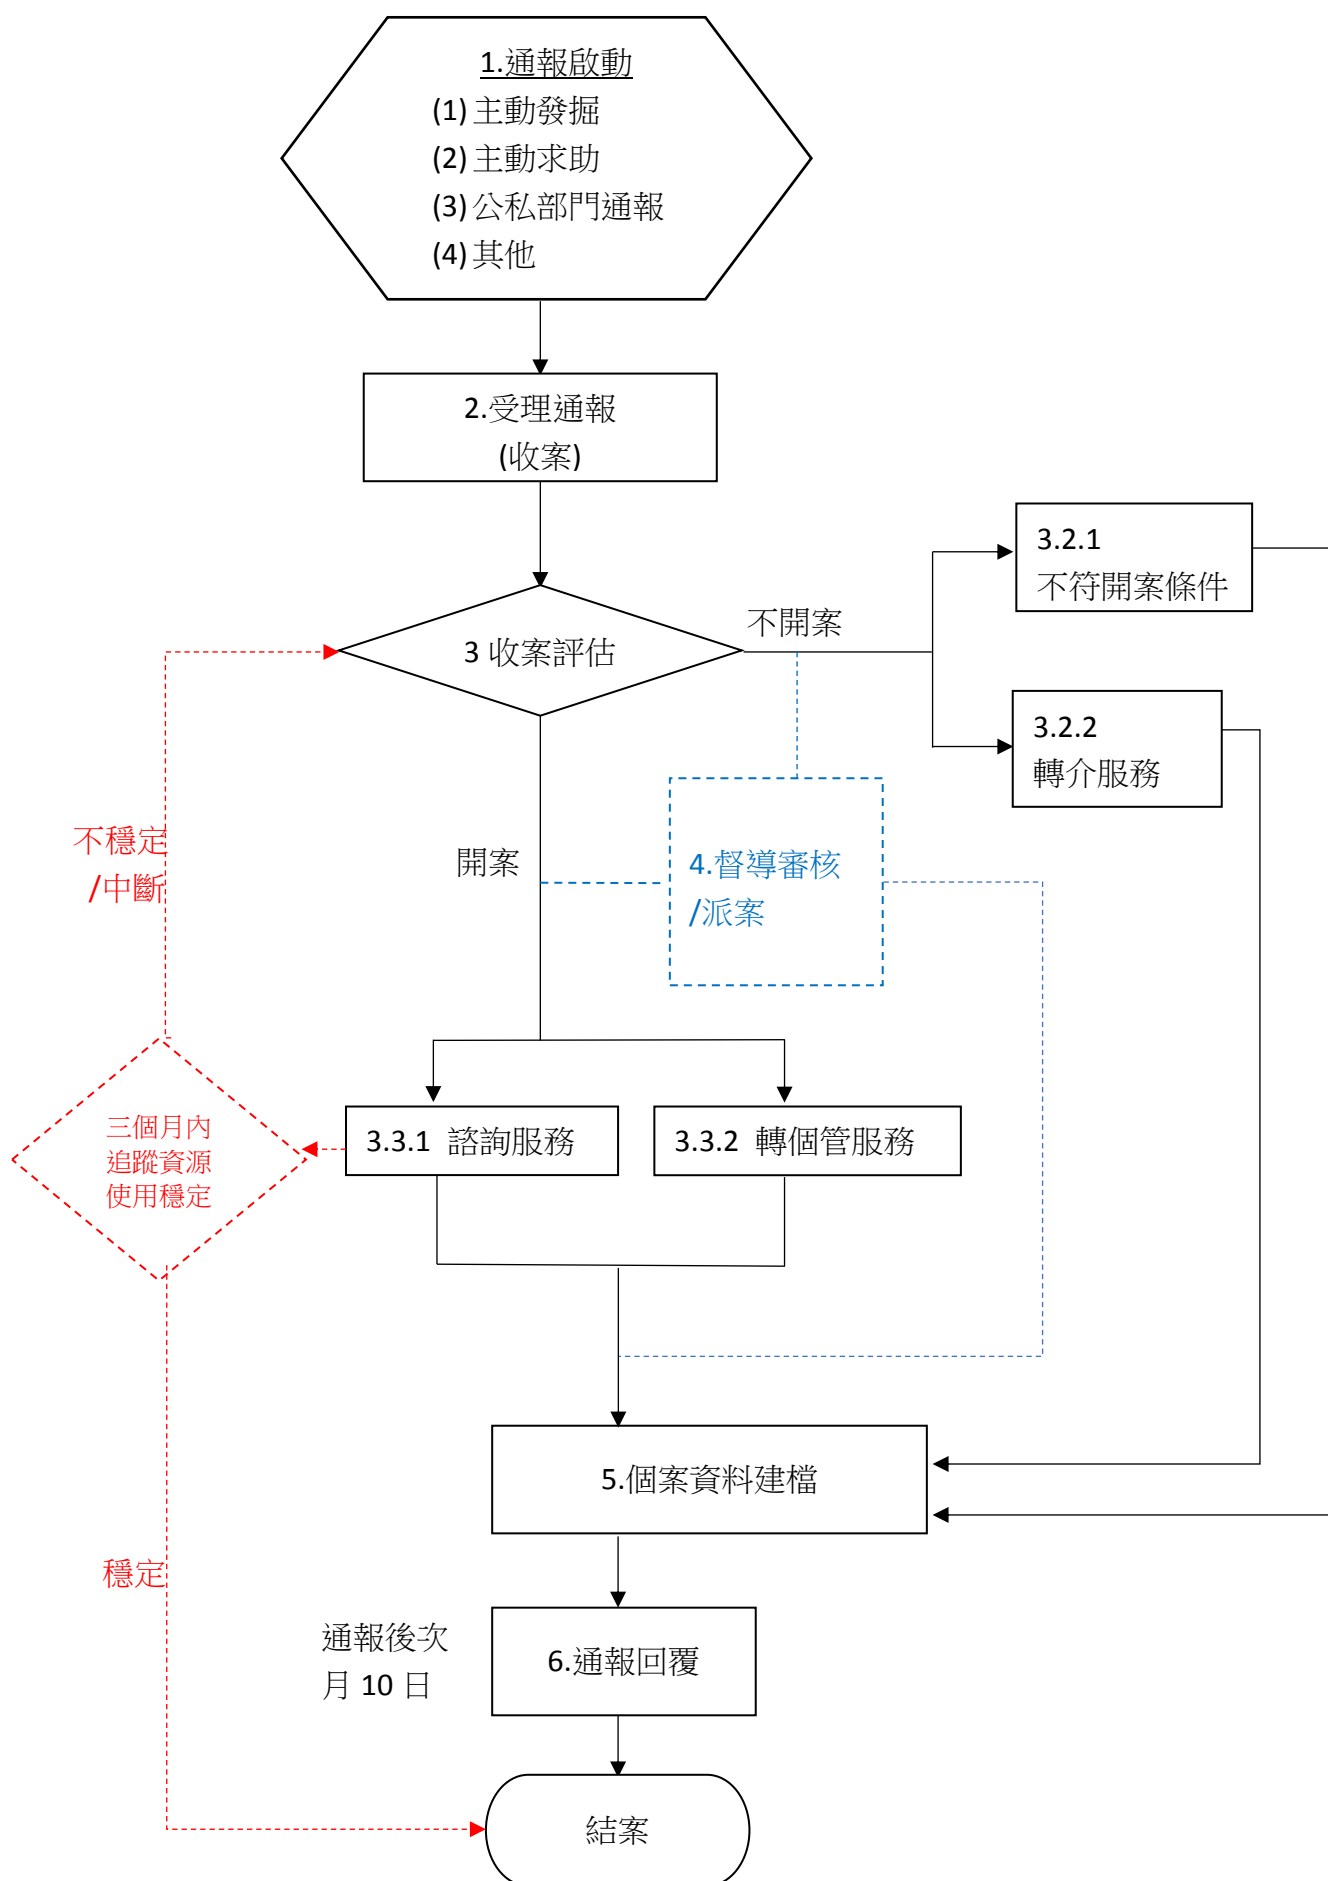 1.通報啟動
(1)主動發掘
(2)主動求助
(3)公私部門通報
(4)其他
2.受理通報
(收案)
3.2.1
不符開案條件
不開案
3 收案評估
3.2.2
轉介服務
不穩定
/中斷
開案
4.督導審核
/派案
三個月內
追蹤資源
使用穩定
3.3.1 諮詢服務
3.3.2 轉個管服務
5.個案資料建檔
穩定
通報後次
月 10 日
6.通報回覆
結案